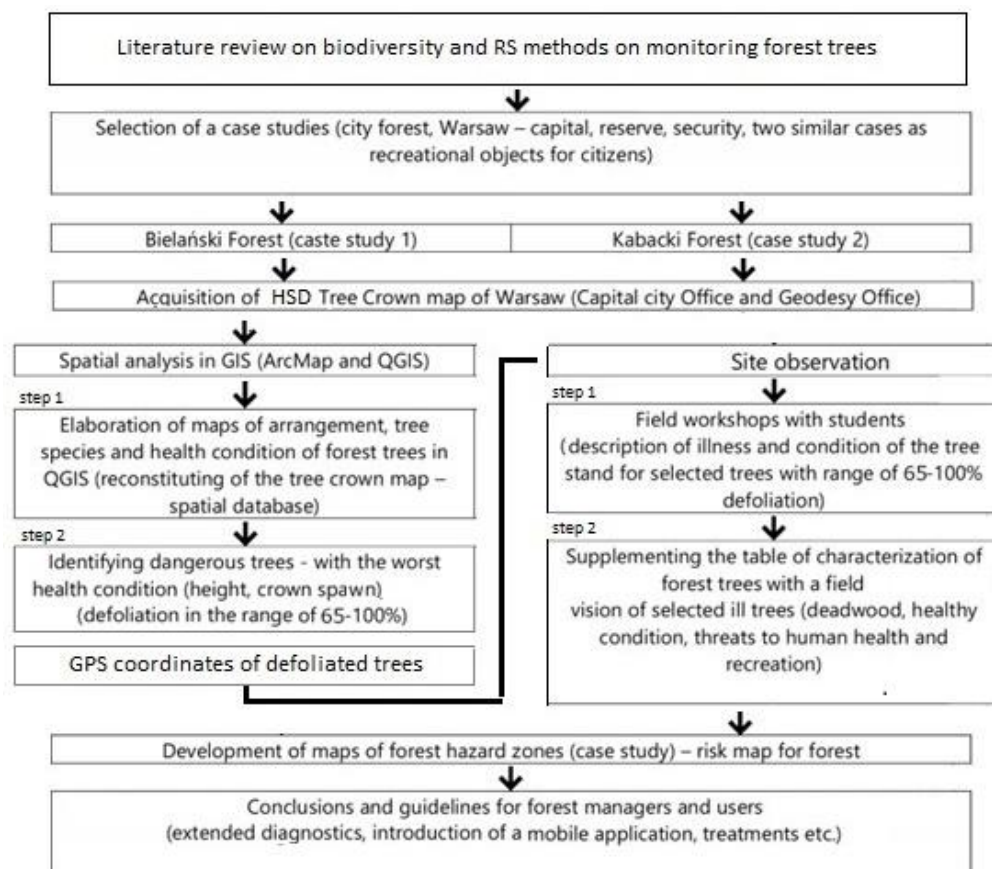 Literature review on biodiversity and RS methods on monitoring forest trees
Selection of a case studies (city forest, Warsaw – capital, reserve, security, two similar cases as
recreational objects for citizens)
Bielański Forest (caste study 1)
Kabacki Forest (case study 2)
Acquisition of HSD Tree Crown map of Warsaw (Capital city Office and Geodesy Office)
Spatial analysis in GIS (ArcMap and QGIS)
step 1
Elaboration of maps of arrangement, tree
species and health condition of forest trees in
QGIS (reconstituting of the tree crown map –
spatial database)
step 2
Identifying dangerous trees - with the worst
health condition (height, crown spawn)
(defoliation in the range of 65-100%)
GPS coordinates of defoliated trees
Site observation
step 1
Field workshops with students
(description of illness and condition of the tree
stand for selected trees with range of 65-100%
defoliation)
step 2
Supplementing the table of characterization of
forest trees with a field
vision of selected ill trees (deadwood, healthy
condition, threats to human health and
recreation)
Development of maps of forest hazard zones (case study) – risk map for forest
Conclusions and guidelines for forest managers and users
(extended diagnostics, introduction of a mobile application, treatments etc.)